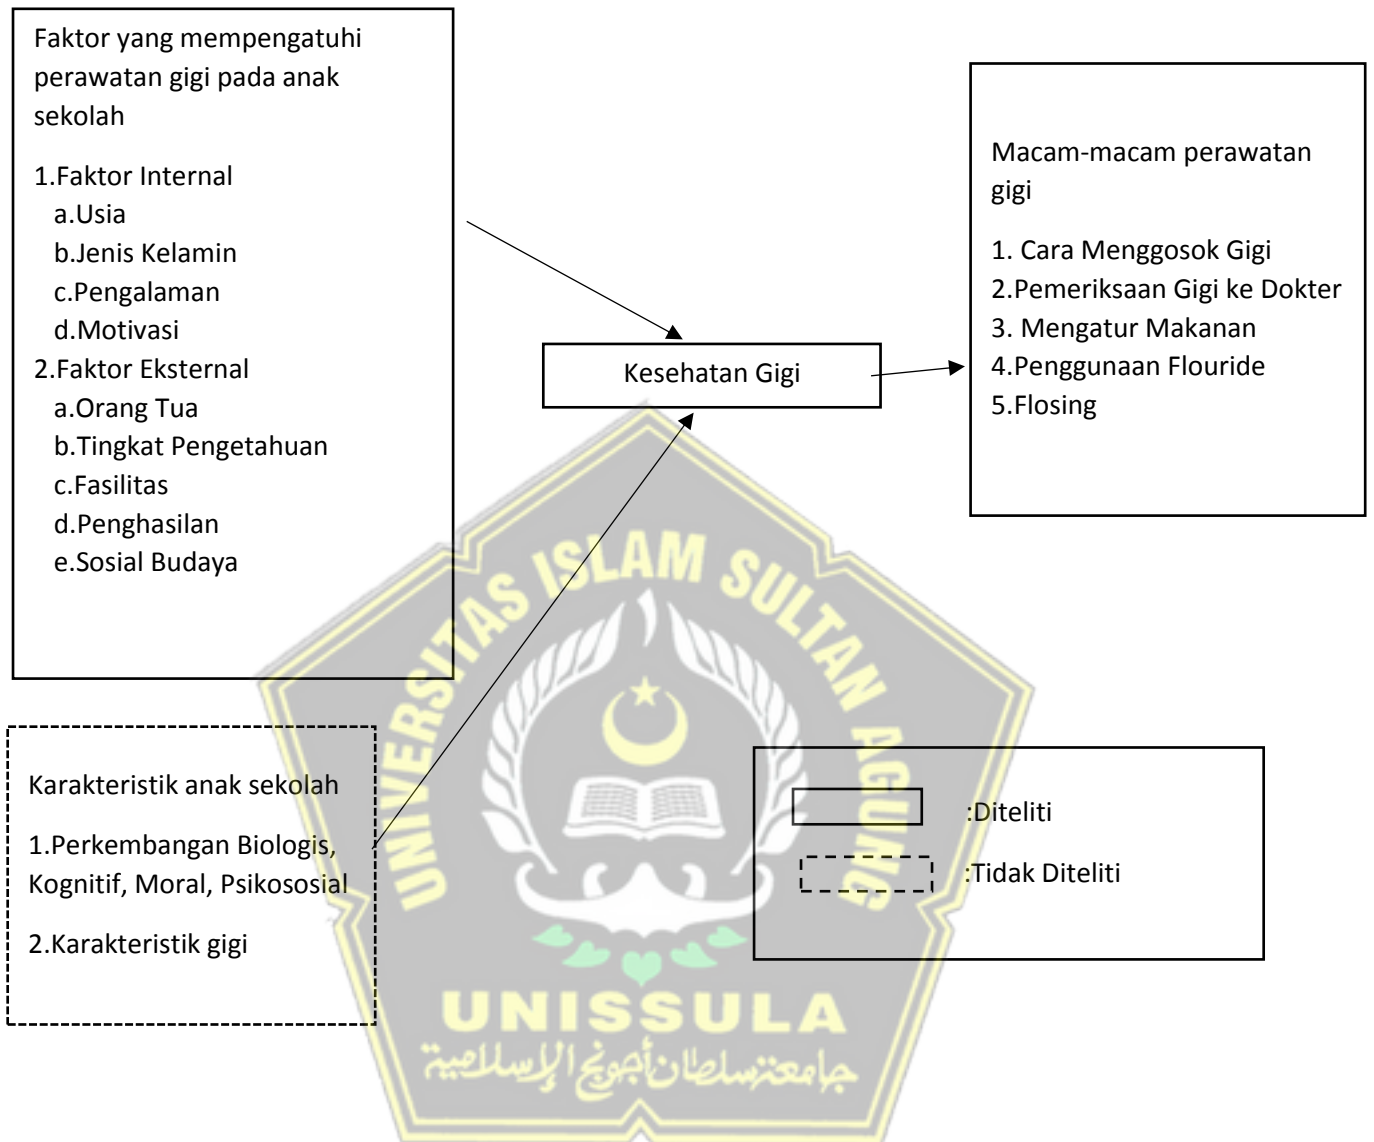 Faktor yang mempengatuhi
perawatan gigi pada anak
sekolah
1.Faktor Internal
a.Usia
b.Jenis Kelamin
c.Pengalaman
d.Motivasi
2.Faktor Eksternal
a.Orang Tua
b.Tingkat Pengetahuan
c.Fasilitas
d.Penghasilan
e.Sosial Budaya
Kesehatan Gigi
Macam-macam perawatan
gigi
1. Cara Menggosok Gigi
2.Pemeriksaan Gigi ke Dokter
3. Mengatur Makanan
4.Penggunaan Flouride
5.Flosing
Karakteristik anak sekolah
1.Perkembangan Biologis,
Kognitif, Moral, Psikososial
2.Karakteristik gigi
:Diteliti
:Tidak Diteliti
UNIVERSITAS ISLAM SULTAN AGUNG
UNISSULA
جامعتسلطان أجونج الإسلامية